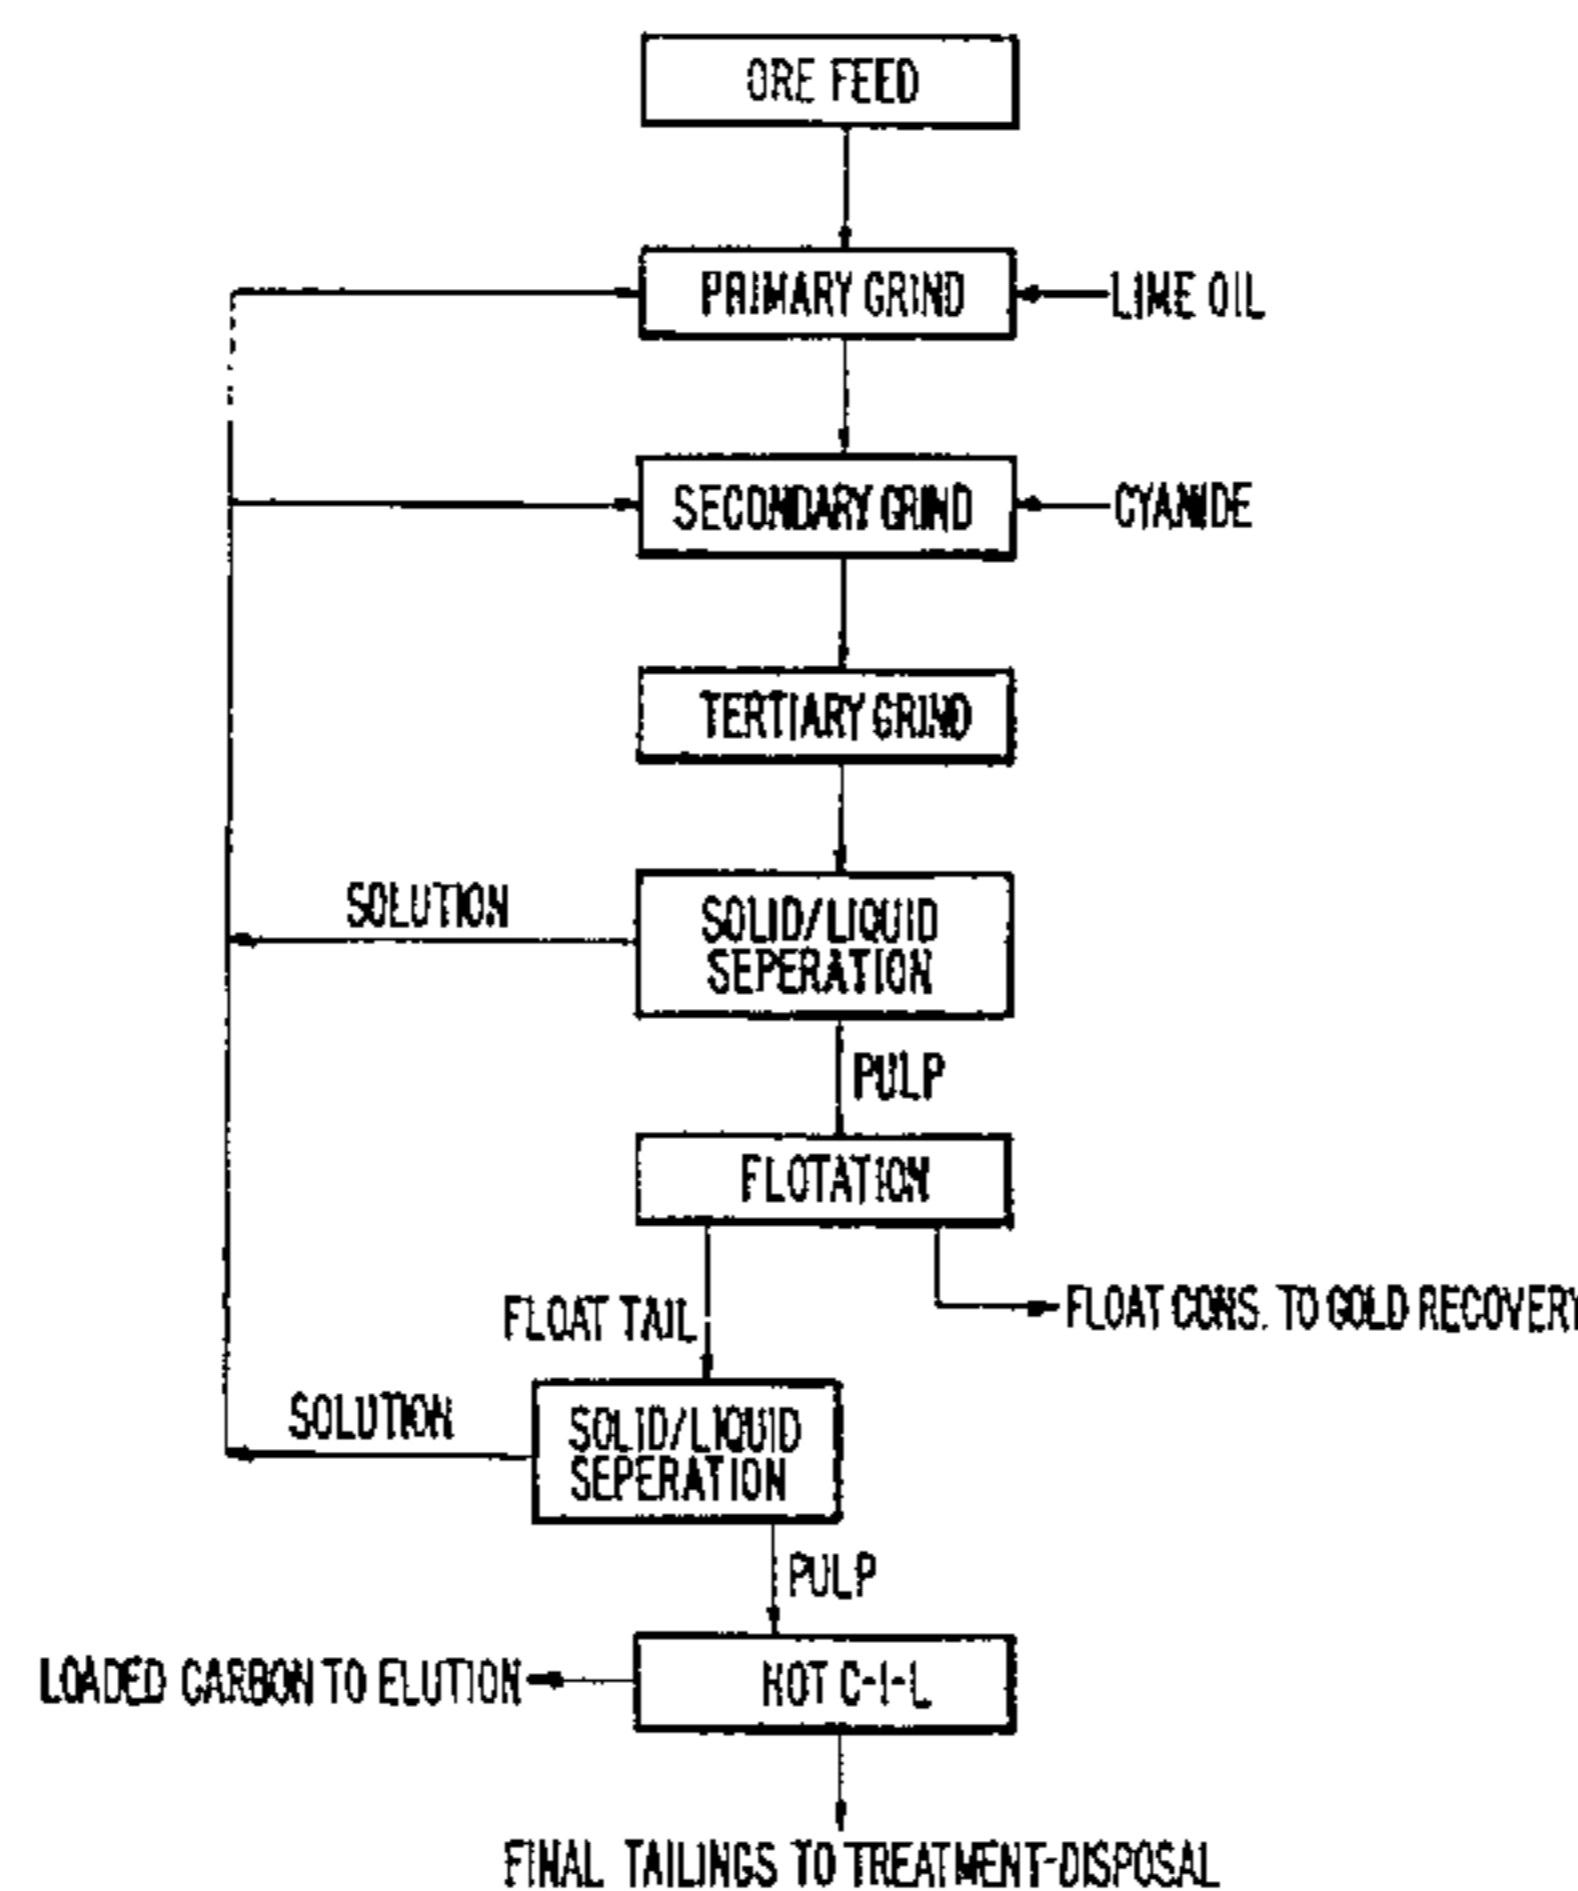 ORE FEED
PRIMARY GRIND
LIME OIL
SECONDARY GRIND
CYANIDE
TERTIARY GRIND
SOLUTION
SOLID/LIQUID
SEPERATION
PULP
FLOTATION
FLOAT TAIL
FLOAT CONS. TO GOLD RECOVERY
SOLUTION
SOLID/LIQUID
SEPERATION
PULP
LOADED CARBON TO ELUTION
HOT C-I-L
FINAL TAILINGS TO TREATMENT-DISPOSAL